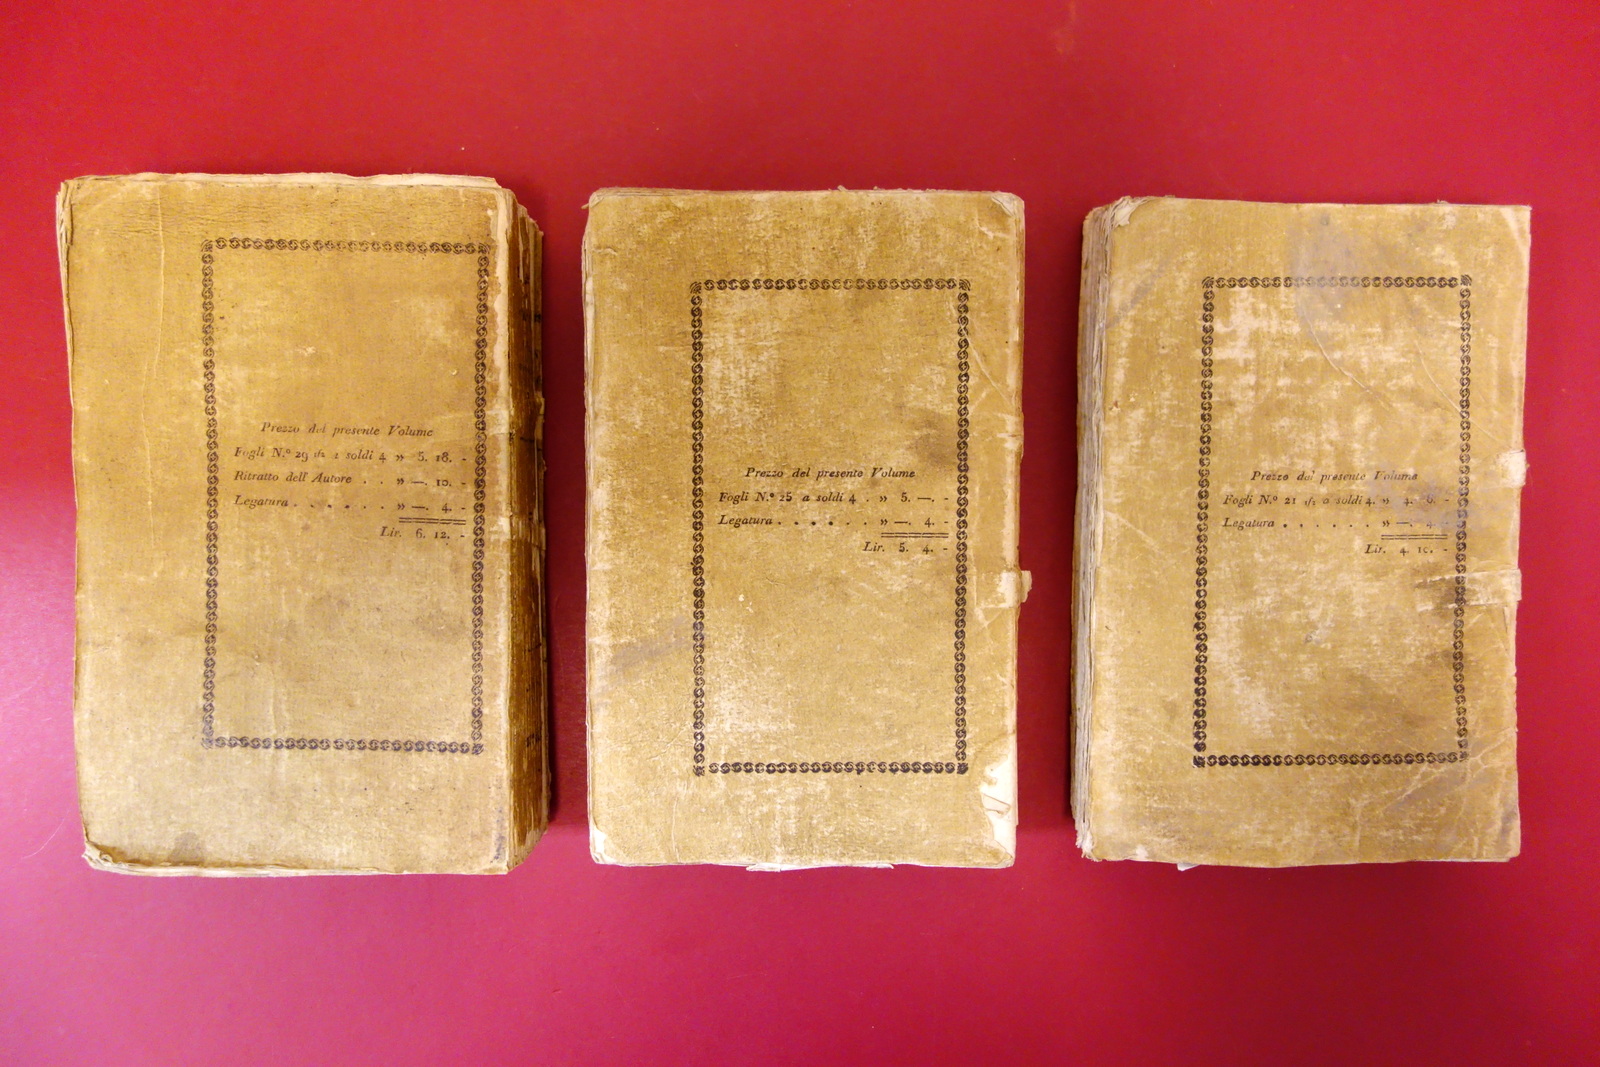 Prezzo del presente Volume
Fogli N.º 29 1/2 a soldi 4 » 5. 18. -
Ritratto dell'Autore . . » —. 10. -
Legatura . . . . . . » —. 4. -
Lir. 6. 12. -
Prezzo del presente Volume
Fogli N.º 25 a soldi 4 . » 5. —. -
Legatura . . . . . . » —. 4. -
Lir. 5. 4. -
Prezzo del presente Volume
Fogli N.º 21 1/2 a soldi 4. » 4. 6. -
Legatura . . . . . . » —. 4. -
Lir. 4. 10. -